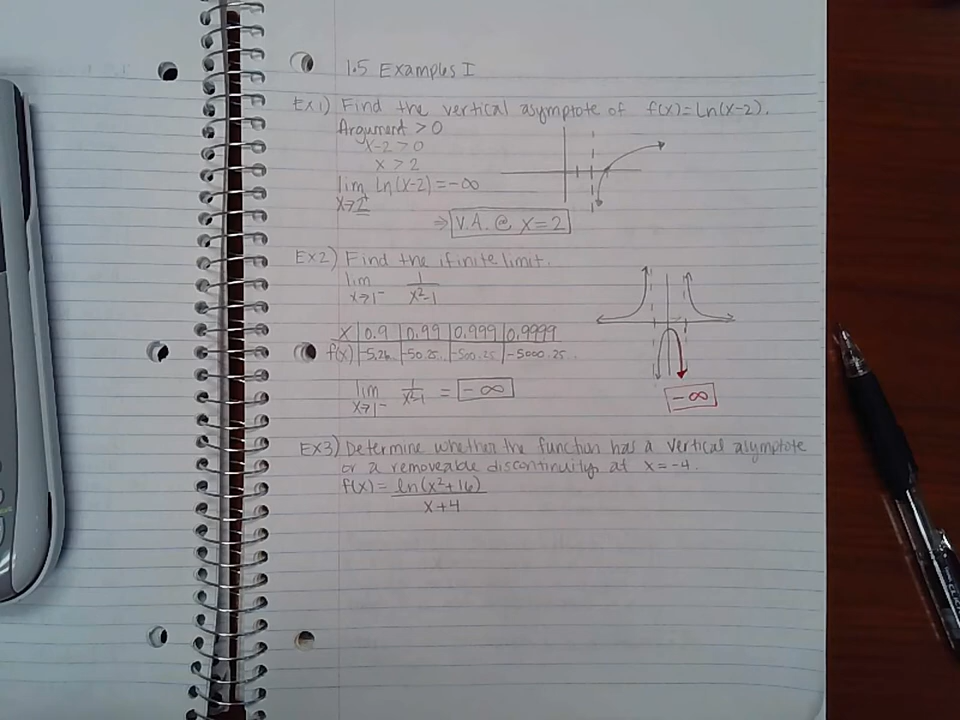 1.5 Examples I
Ex1) Find the vertical asymptote of f(x)=ln(x-2).
Argument > 0
x-2 > 0
x > 2
lim ln(x-2) = -∞
x→2⁺
⇒ V.A. @ x=2
Ex2) Find the ifinite limit.
lim 1
x→1⁻ x²-1
x | 0.9 | 0.99 | 0.999 | 0.9999
f(x) | -5.26 | -50.25 | -500.25 | -5000.25
lim 1/x²-1 = -∞
x→1⁻
-∞
Ex3) Determine whether the function has a vertical asymptote
or a removeable discontinuity at x=-4.
f(x) = ln(x²+16)
x+4